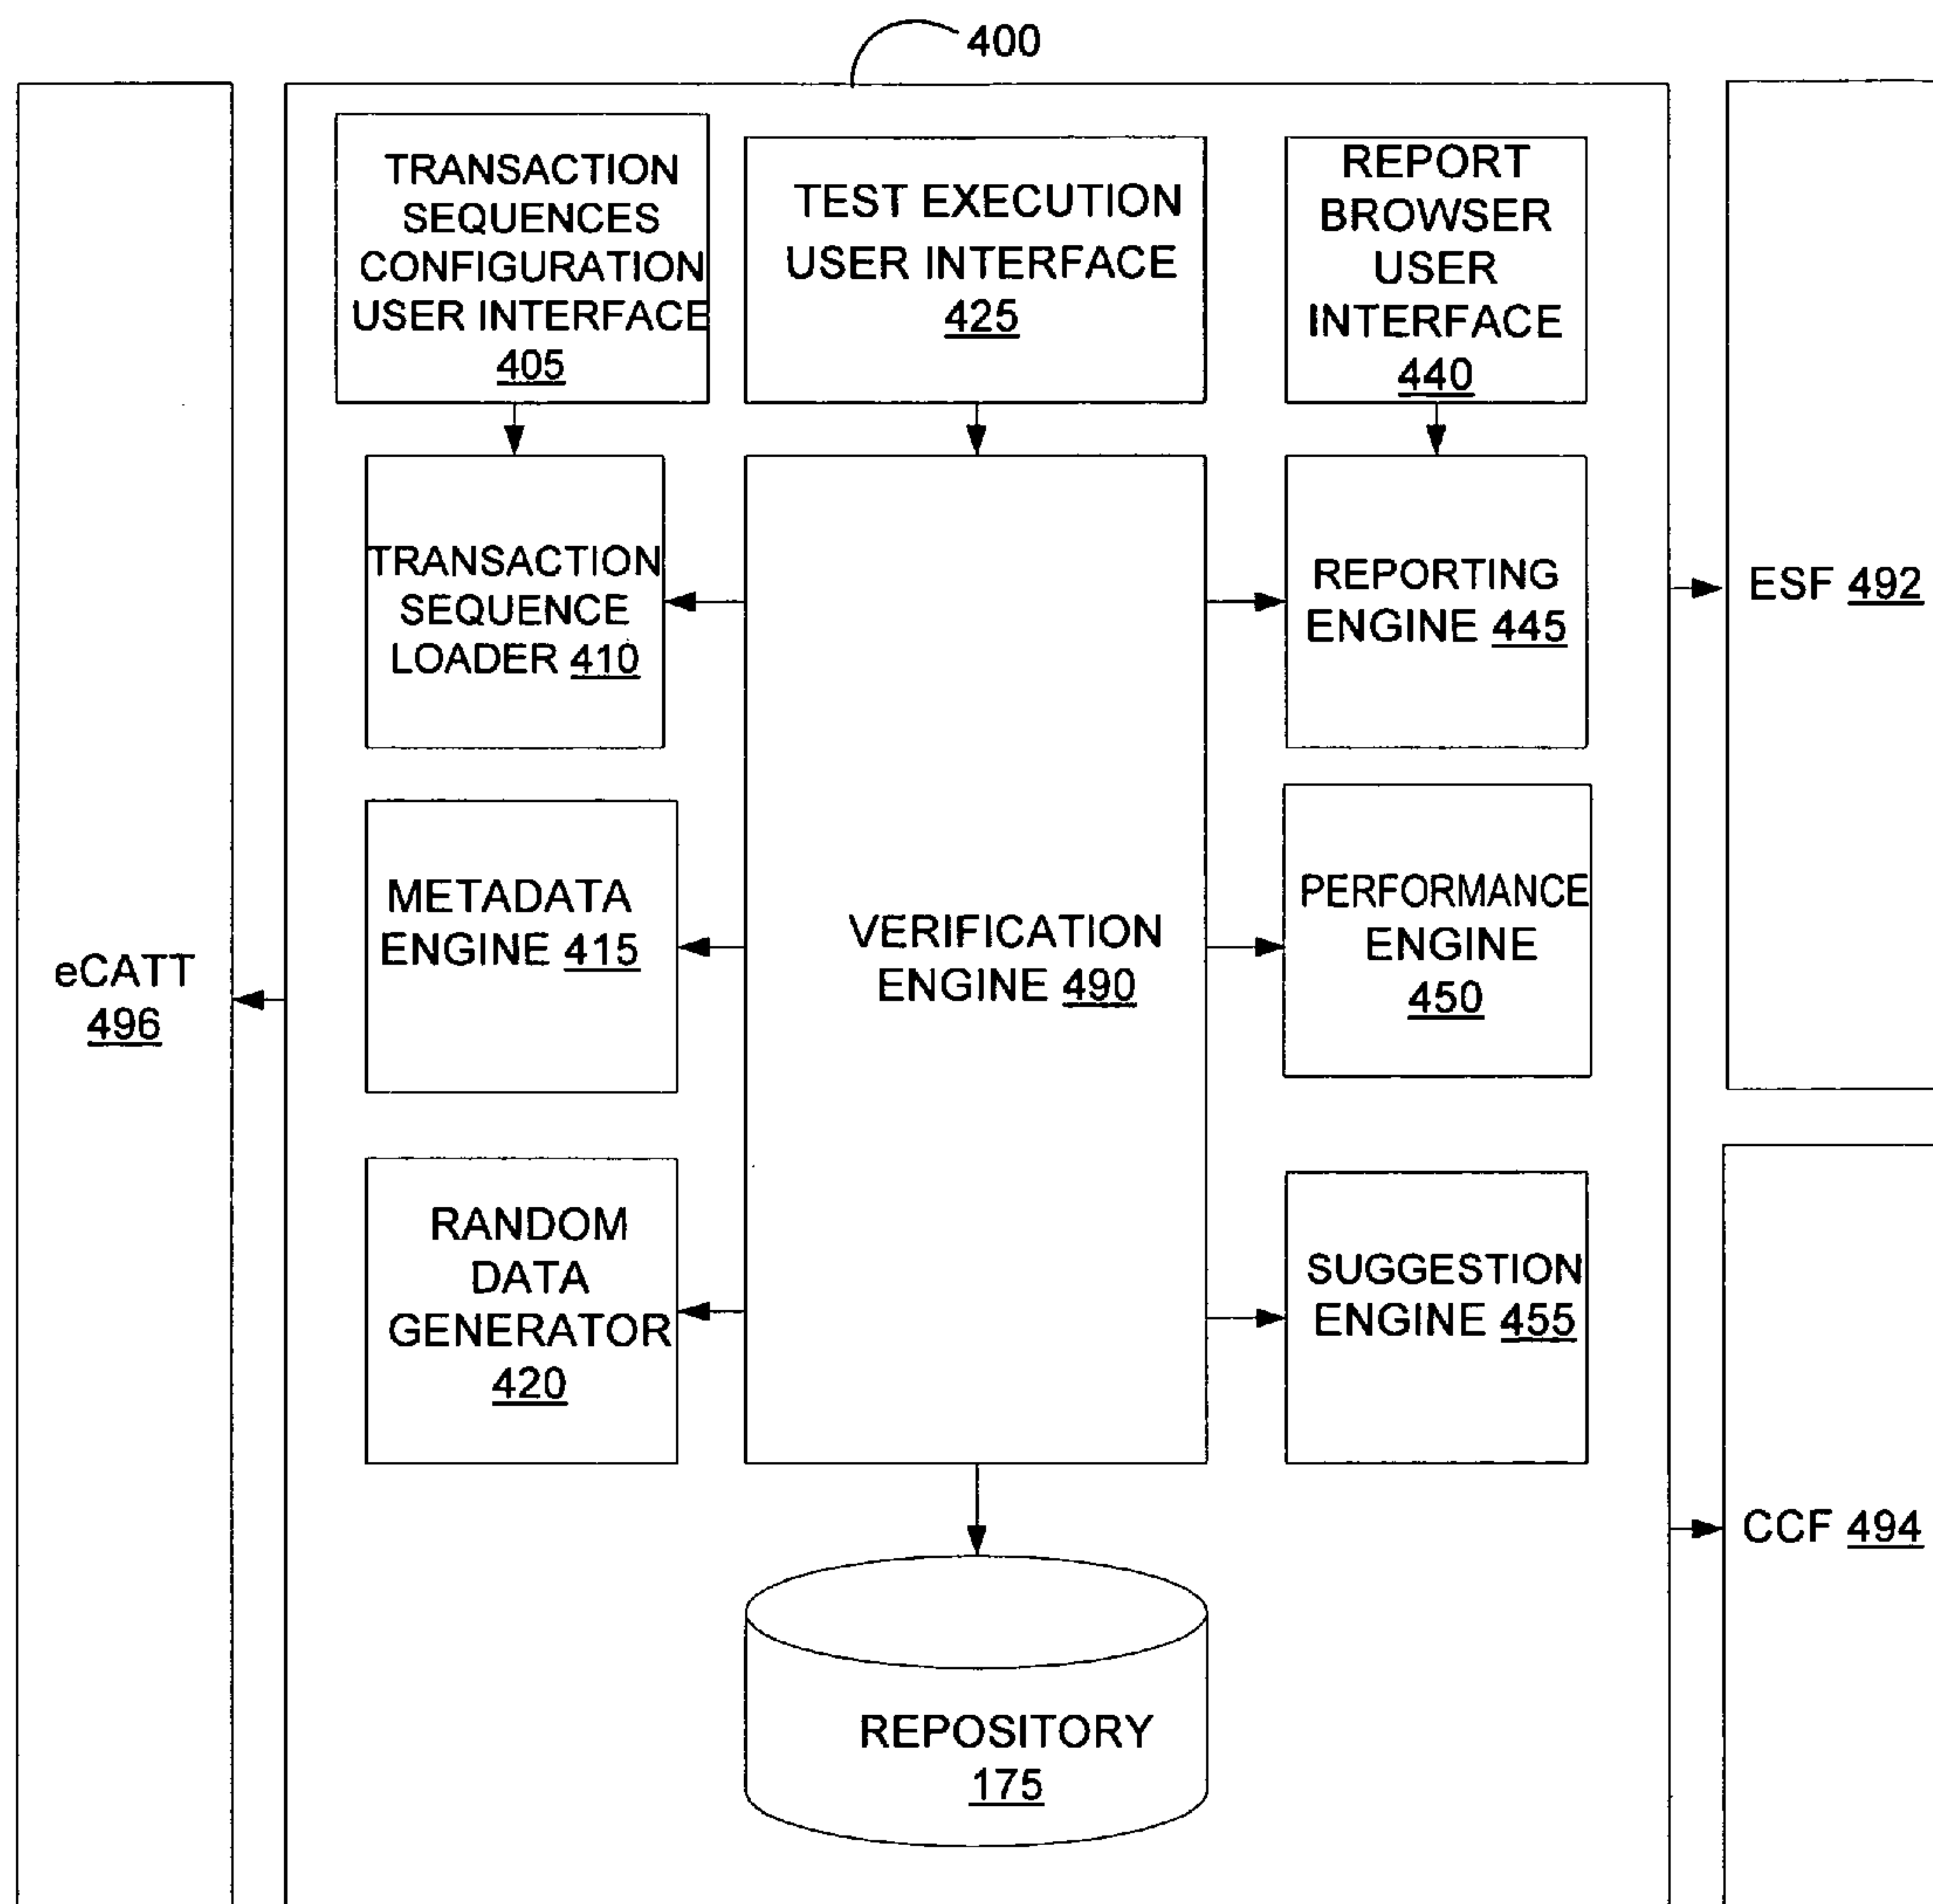 400
TRANSACTION
SEQUENCES
CONFIGURATION
USER INTERFACE
405
TEST EXECUTION
USER INTERFACE
425
REPORT
BROWSER
USER
INTERFACE
440
TRANSACTION
SEQUENCE
LOADER 410
REPORTING
ENGINE 445
ESF 492
METADATA
ENGINE 415
VERIFICATION
ENGINE 490
PERFORMANCE
ENGINE
450
eCATT
496
RANDOM
DATA
GENERATOR
420
SUGGESTION
ENGINE 455
CCF 494
REPOSITORY
175